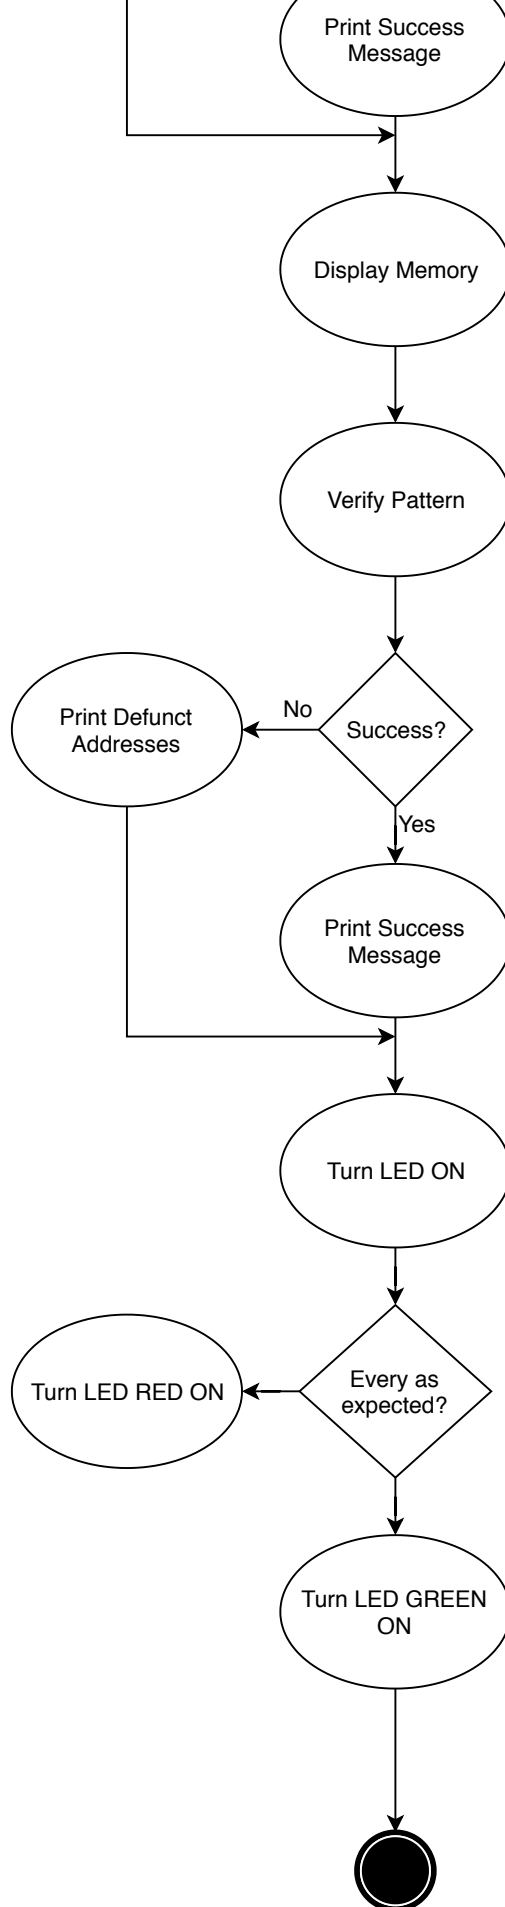 Print Success
Message
Display Memory
Verify Pattern
Print Defunct
Addresses
No
Success?
Yes
Print Success
Message
Turn LED ON
Turn LED RED ON
Every as
expected?
Turn LED GREEN
ON